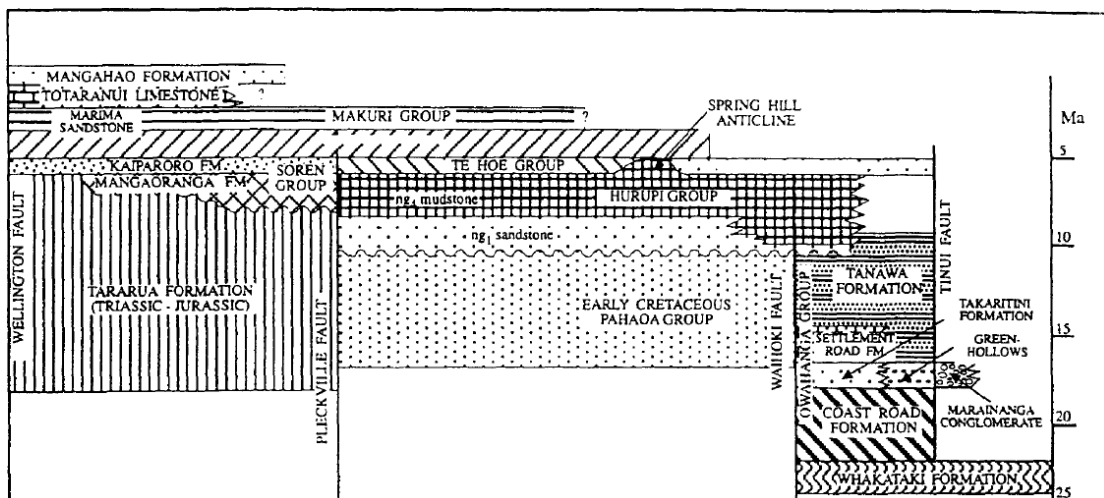 MANGAHAO FORMATION
TOTARANUI LIMESTONE
?
MARIMA
SANDSTONE
MAKURI GROUP
?
SPRING HILL
ANTICLINE
Ma
KAIPARORO FM
SOREN
GROUP
TE HOE GROUP
5
MANGAORANGA FM
ng4 mudstone
HURUPI GROUP
ng1 sandstone
10
WELLINGTON FAULT
TARARUA FORMATION
(TRIASSIC - JURASSIC)
PLECKVILLE FAULT
EARLY CRETACEOUS
PAHAOA GROUP
WAIHOKI FAULT
OWAHANGA GROUP
TANAWA
FORMATION
TINUI FAULT
TAKARITINI
FORMATION
15
SETTLEMENT
ROAD FM
GREEN-
HOLLOWS
COAST ROAD
FORMATION
MARAINANGA
CONGLOMERATE
20
WHAKATAKI FORMATION
25